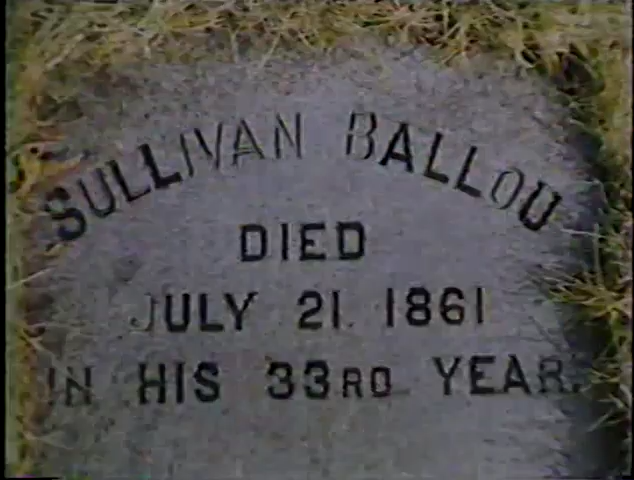 SULLIVAN BALLOU
DIED
JULY 21. 1861
IN HIS 33RD YEAR.